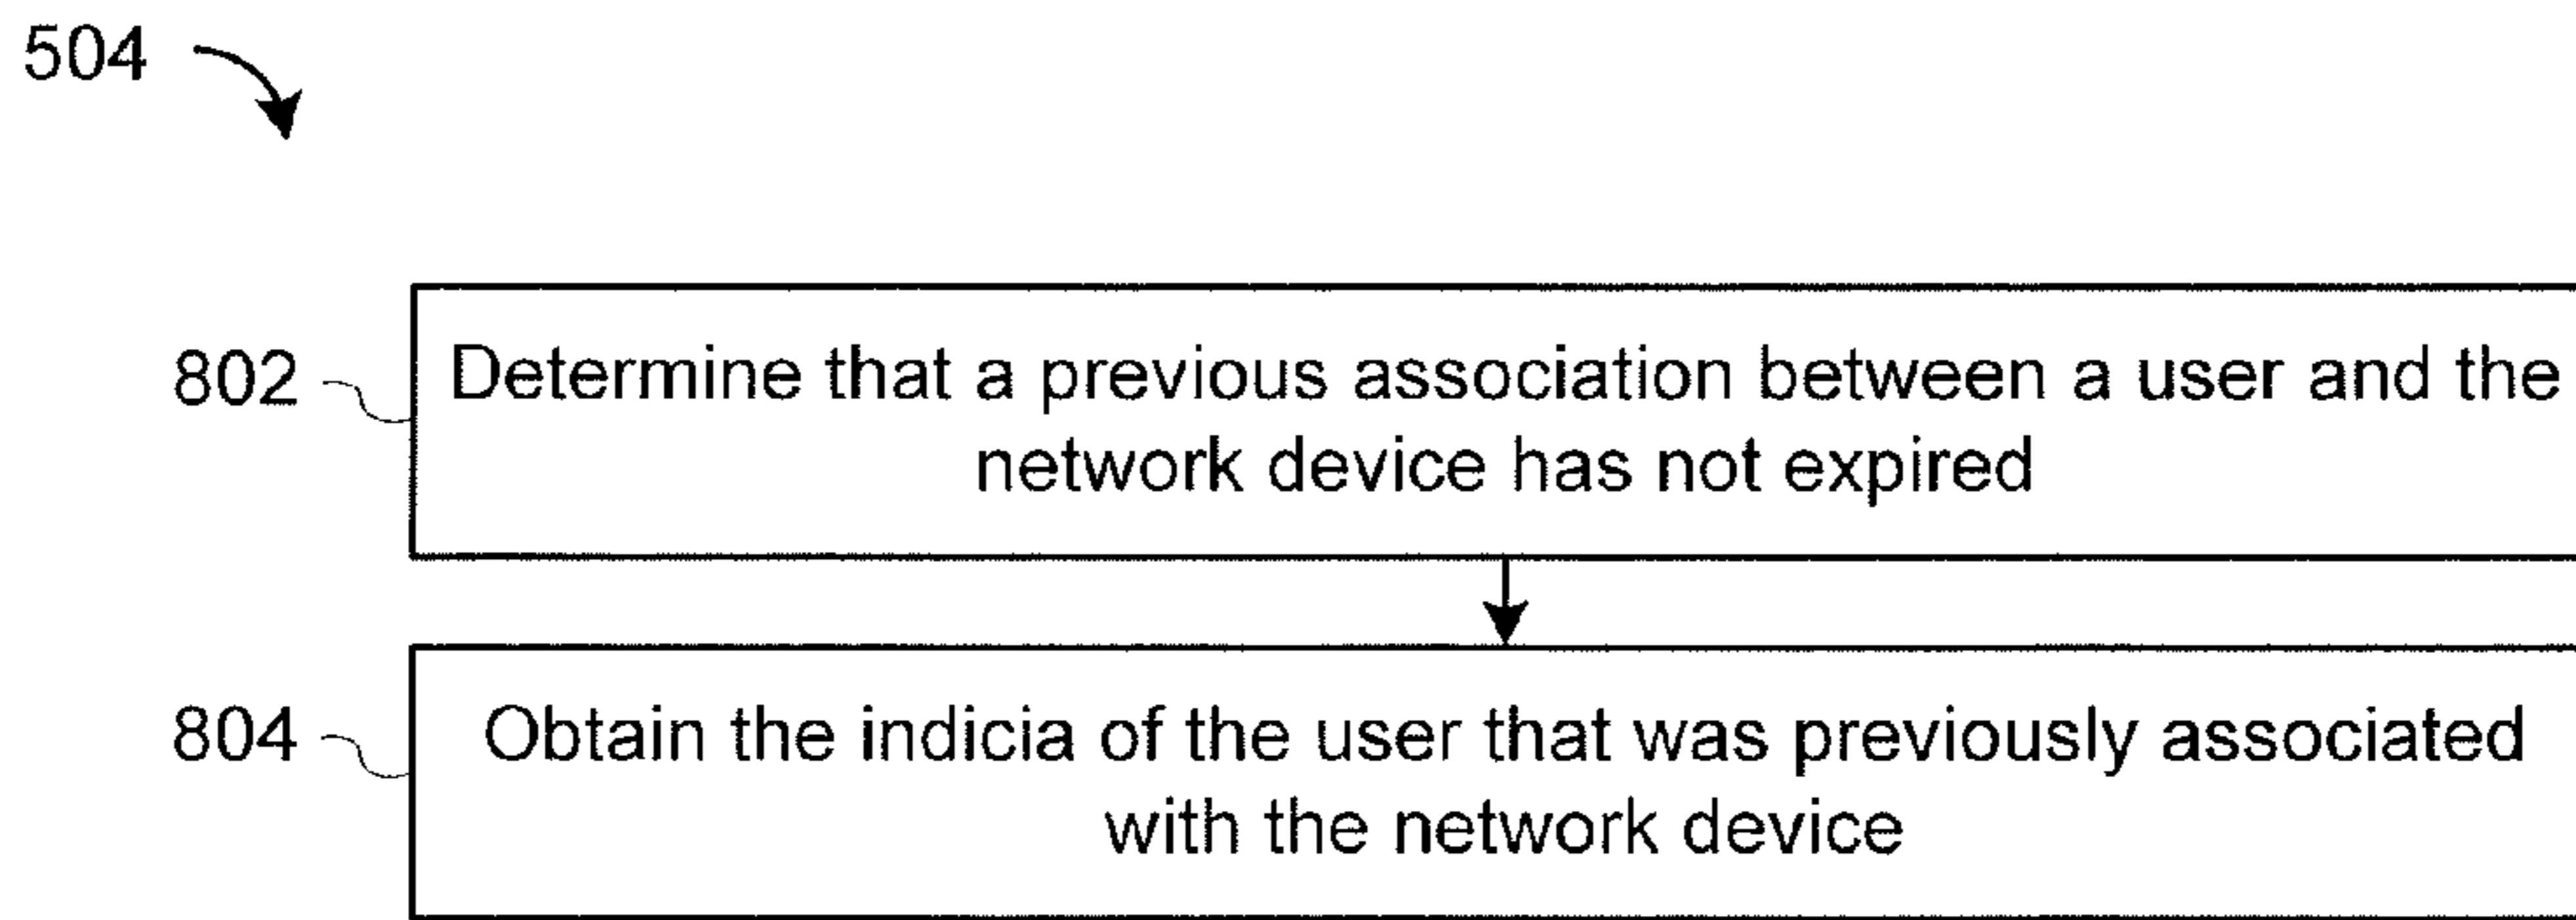 504
802
Determine that a previous association between a user and the
network device has not expired
804
Obtain the indicia of the user that was previously associated
with the network device